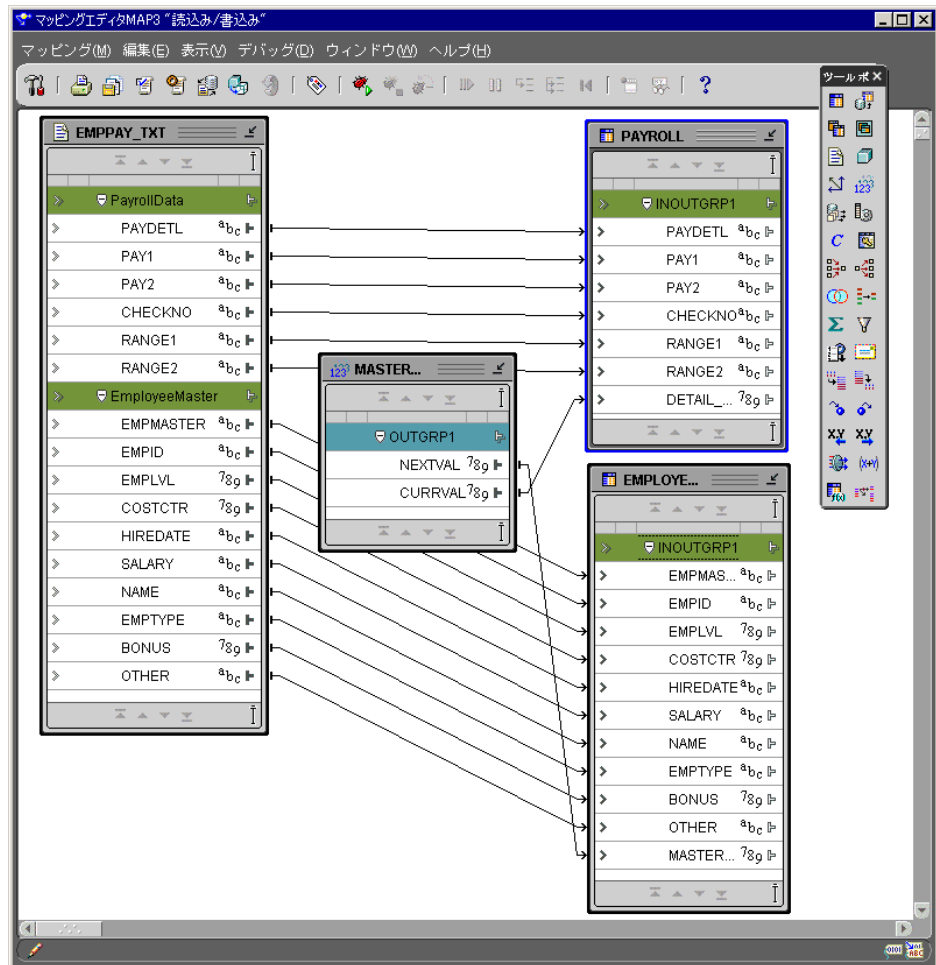 マッピングエディタMAP3 "読込み/書込み"
マッピング(M) 編集(E) 表示(V) デバッグ(D) ウィンドウ(W) ヘルプ(H)
ツールボ
EMPPAY_TXT
PayrollData
PAYDETL
PAY1
PAY2
CHECKNO
RANGE1
RANGE2
EmployeeMaster
EMPMASTER
EMPID
EMPLVL
COSTCTR
HIREDATE
SALARY
NAME
EMPTYPE
BONUS
OTHER
MASTER...
OUTGRP1
NEXTVAL
CURRVAL
PAYROLL
INOUTGRP1
PAYDETL
PAY1
PAY2
CHECKNO
RANGE1
RANGE2
DETAIL_...
EMPLOYE...
INOUTGRP1
EMPMAS...
EMPID
EMPLVL
COSTCTR
HIREDATE
SALARY
NAME
EMPTYPE
BONUS
OTHER
MASTER...